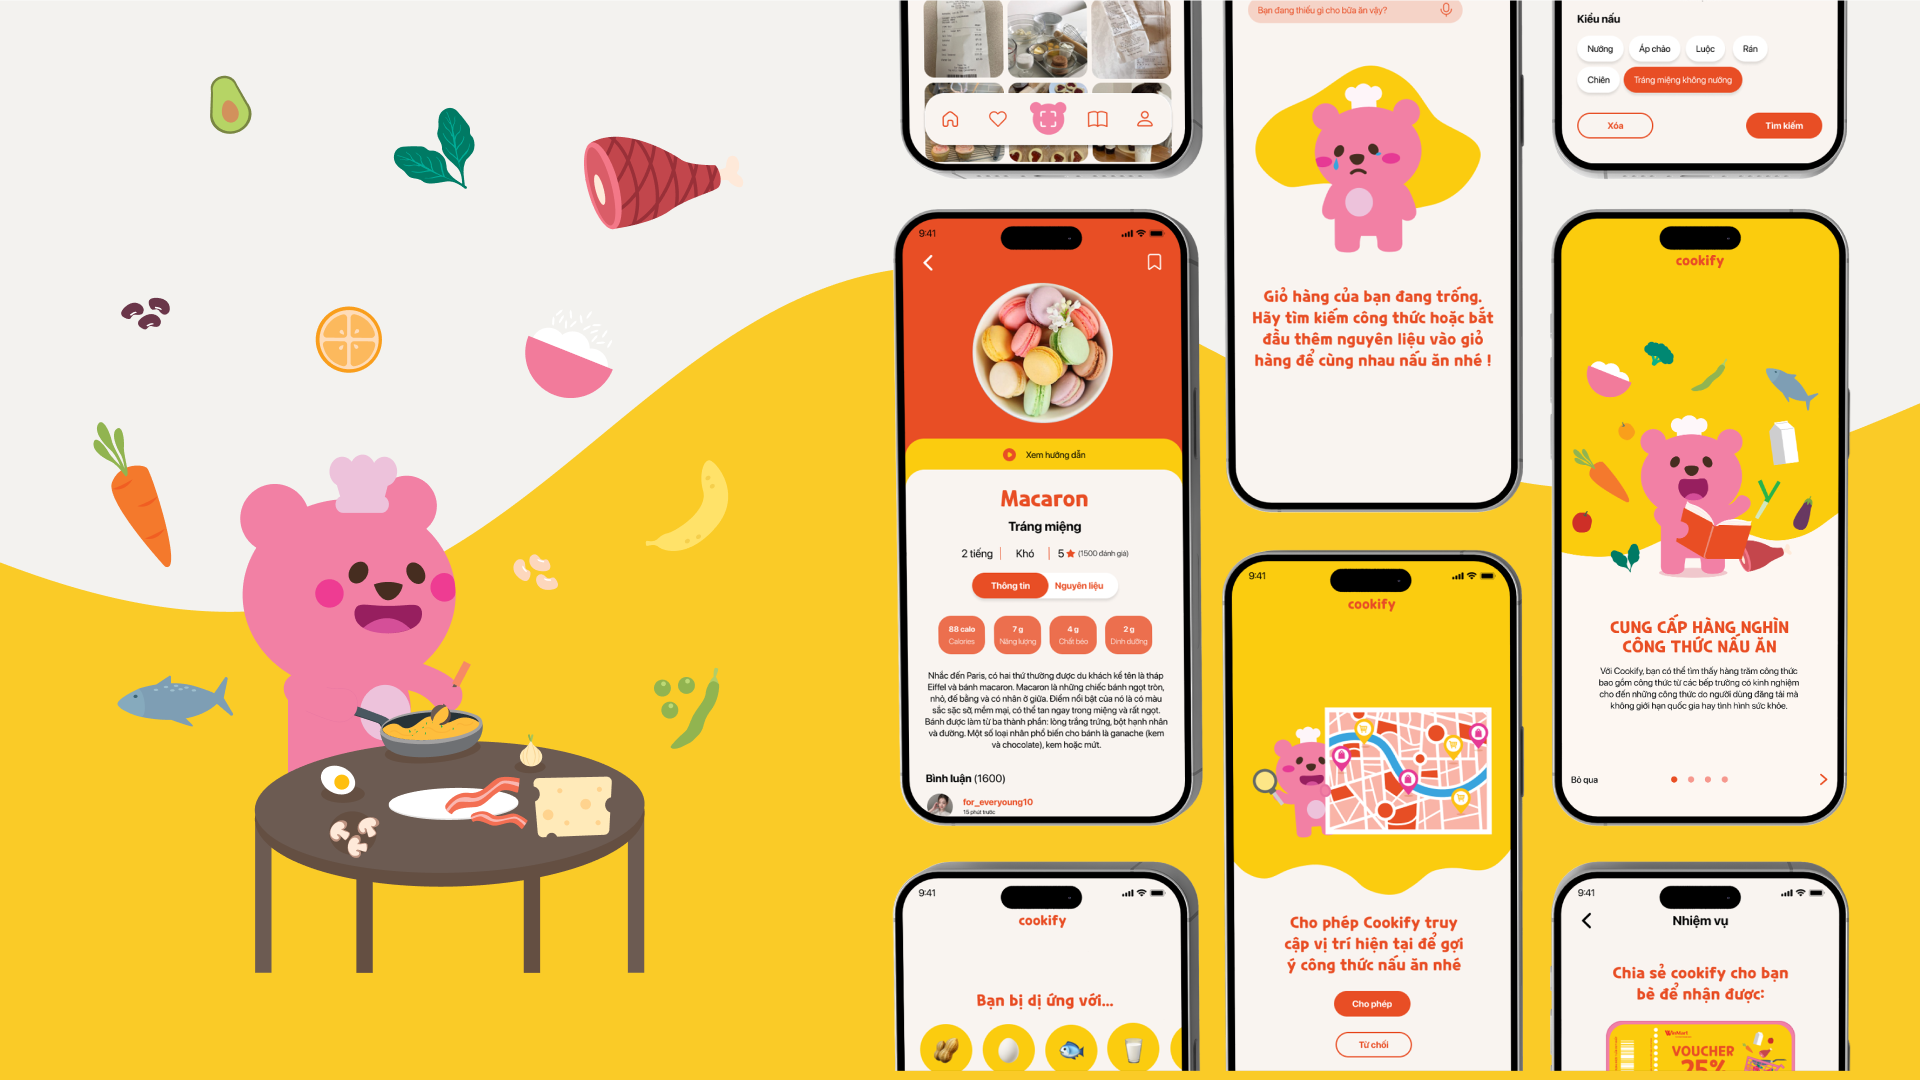 9:41
Macaron
Tráng miệng
2 tiếng
Khó
5
(1500 đánh giá)
Xem hướng dẫn
Thông tin
Nguyên liệu
88 calo
Calories
7 g
Năng lượng
4 g
Chất béo
2 g
Dinh dưỡng
Nhắc đến Paris, có hai thứ thường được du khách kể tên là tháp
Eiffel và bánh macaron. Macaron là những chiếc bánh ngọt tròn,
nhỏ, để bằng và có nhân ở giữa. Điểm nổi bật của nó là có màu
sắc sặc sỡ, mềm mại, có thể tan ngay trong miệng và rất ngọt.
Bánh được làm từ ba thành phần: lòng trắng trứng, bột hạnh nhân
và đường. Một số loại nhân phổ biến cho bánh là ganache (kem
và chocolate), kem hoặc mứt.
Bình luận (1600)
for_everyoung10
15 phút trước
9:41
cookify
Bạn bị dị ứng với...
Bạn đang thiếu gì cho bữa ăn vậy?
Giỏ hàng của bạn đang trống.
Hãy tìm kiếm công thức hoặc bắt
đầu thêm nguyên liệu vào giỏ
hàng để cùng nhau nấu ăn nhé !
9:41
cookify
Cho phép Cookify truy
cập vị trí hiện tại để gợi
ý công thức nấu ăn nhé
Cho phép
Từ chối
Kiểu nấu
Nướng
Áp chảo
Luộc
Rán
Chiên
Tráng miệng không nướng
Xóa
Tìm kiếm
cookify
CUNG CẤP HÀNG NGHÌN
CÔNG THỨC NẤU ĂN
Với Cookify, bạn có thể tìm thấy hàng trăm công thức
bao gồm công thức từ các bếp trưởng có kinh nghiệm
cho đến những công thức do người dùng đăng tải mà
không giới hạn quốc gia hay tình hình sức khỏe.
Bỏ qua
9:41
Nhiệm vụ
Chia sẻ cookify cho bạn
bè để nhận được:
WinMart
VOUCHER
25%